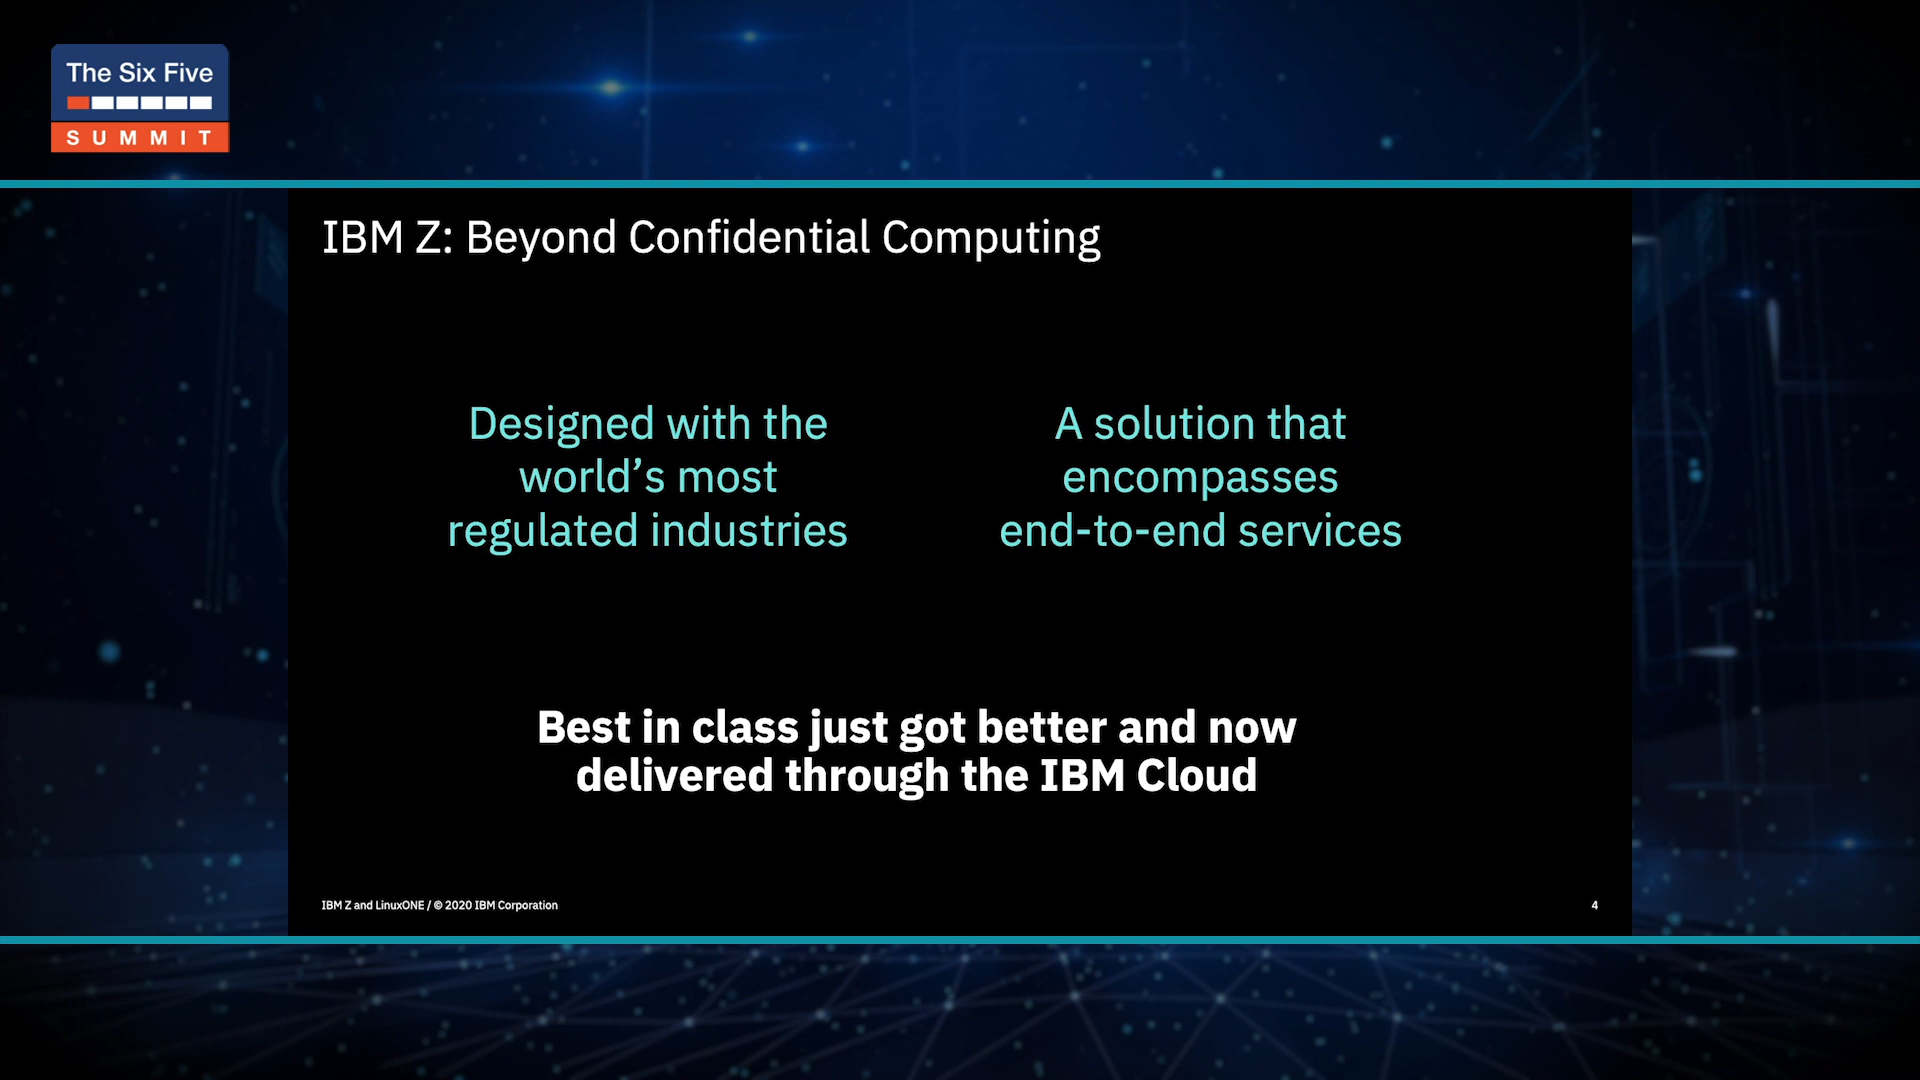 The Six Five
SUMMIT
IBM Z: Beyond Confidential Computing
Designed with the
world’s most
regulated industries
A solution that
encompasses
end-to-end services
Best in class just got better and now
delivered through the IBM Cloud
IBM Z and LinuxONE / © 2020 IBM Corporation
4